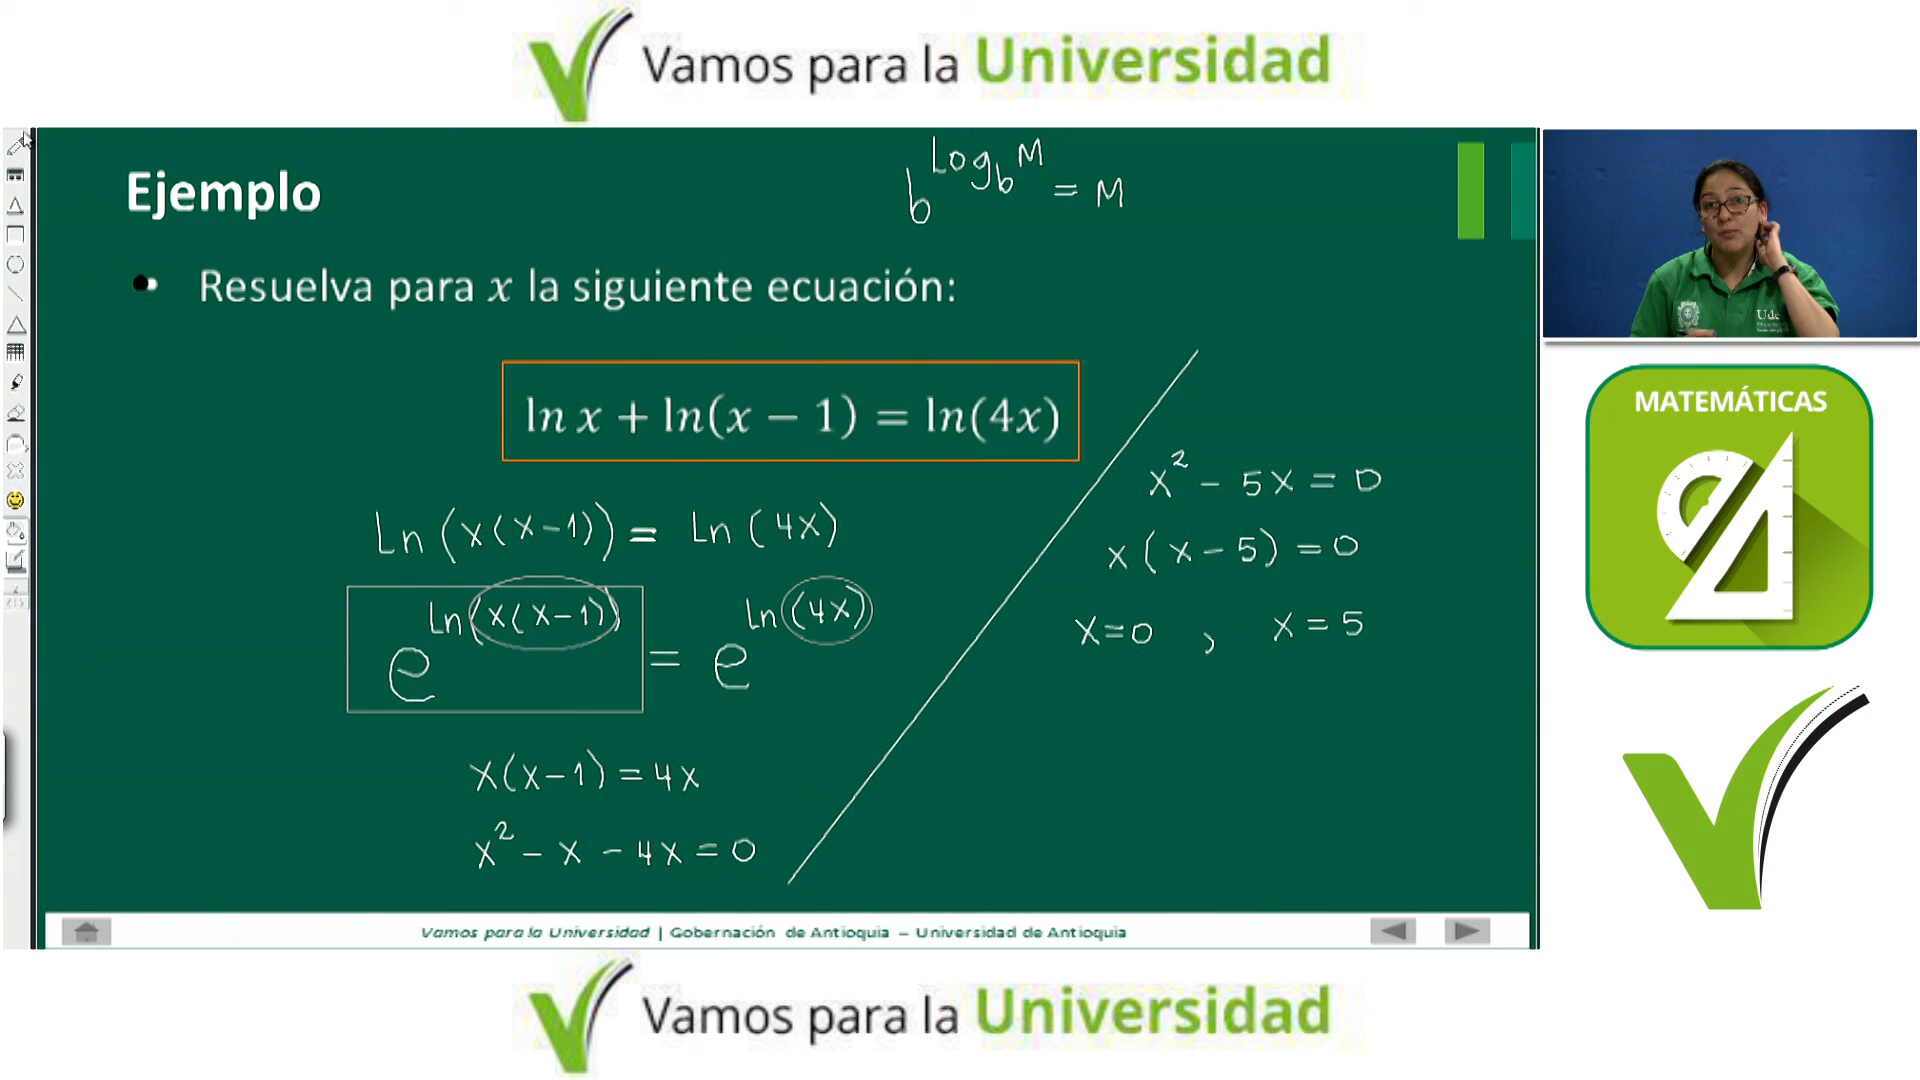 Vamos para la Universidad
Ejemplo
b^Log_b M = M
• Resuelva para x la siguiente ecuación:
ln x + ln(x − 1) = ln(4x)
Ln (x(x−1)) = Ln (4x)
e^Ln(x(x−1)) = e^ln(4x)
x(x−1) = 4x
x² − x − 4x = 0
x² − 5x = 0
x (x − 5) = 0
x=0 , x = 5
Vamos para la Universidad | Gobernación de Antioquia – Universidad de Antioquia
MATEMÁTICAS
Vamos para la Universidad